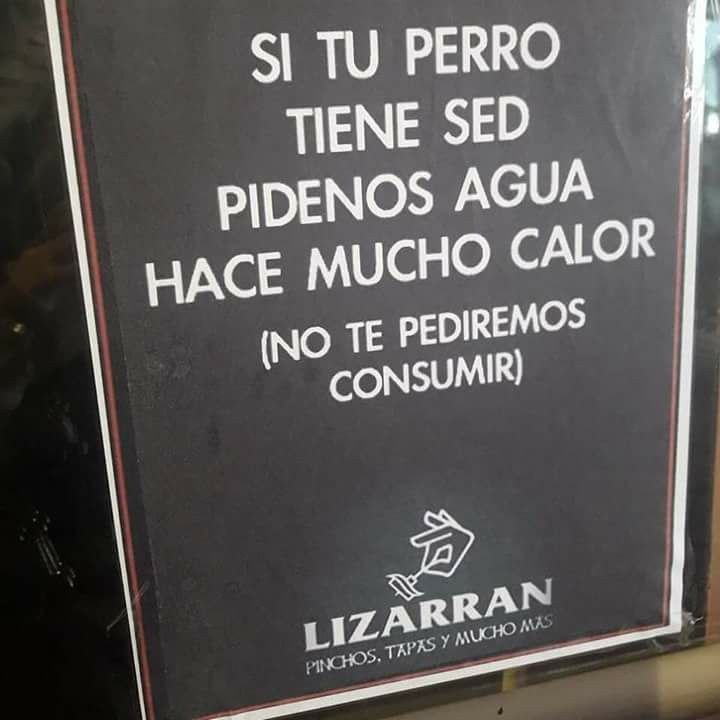 SI TU PERRO
TIENE SED
PIDENOS AGUA
HACE MUCHO CALOR
(NO TE PEDIREMOS
CONSUMIR)
LIZARRAN
PINCHOS, TAPAS Y MUCHO MÁS